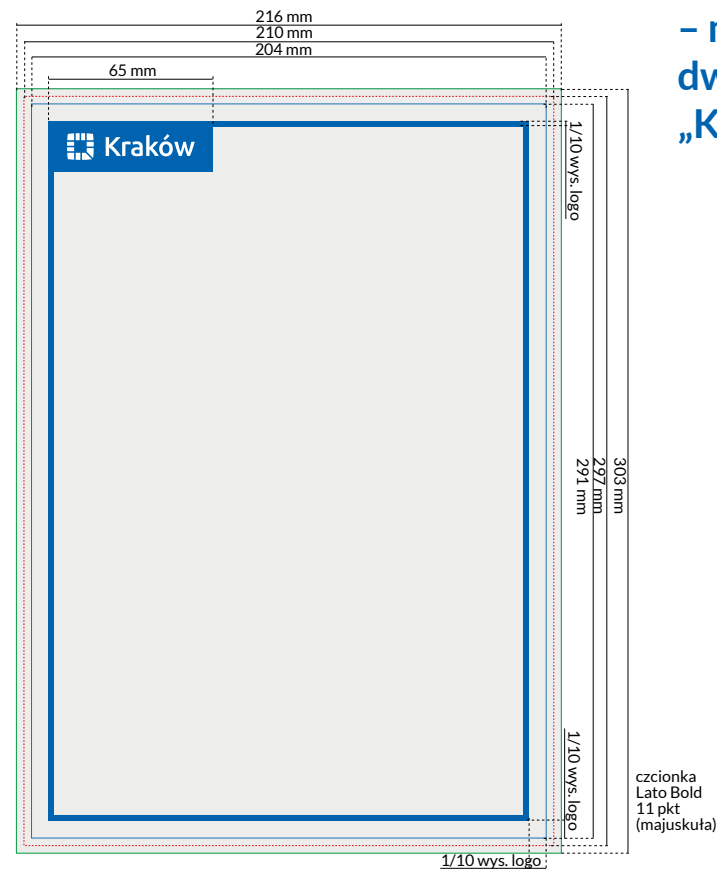 216 mm
210 mm
204 mm
65 mm
Kraków
1/10 wys. logo
303 mm
297 mm
291 mm
1/10 wys. logo
1/10 wys. logo
czcionka
Lato Bold
11 pkt
(majuskuła)
„K